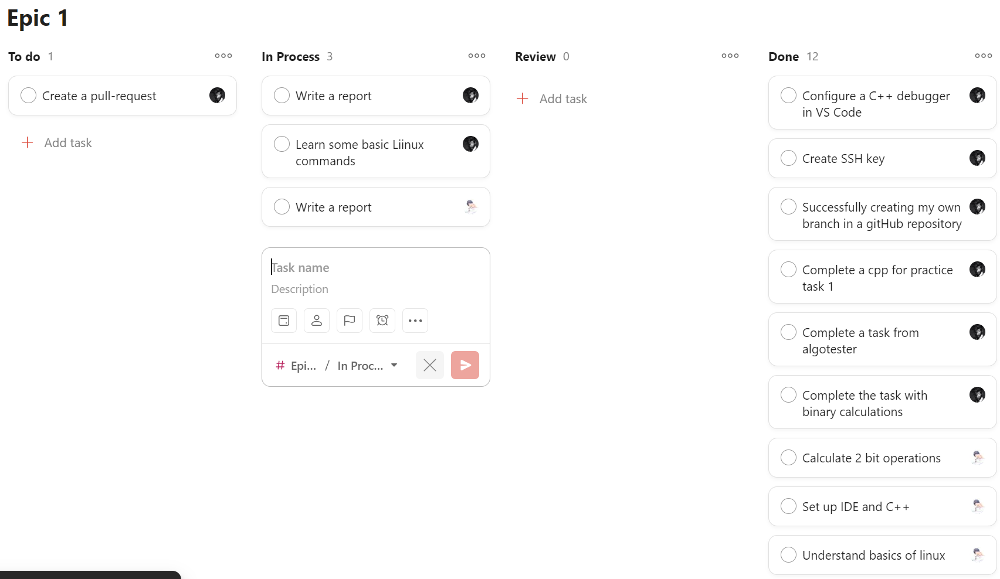 Epic 1
To do 1
Create a pull-request
Add task
In Process 3
Write a report
Learn some basic Liinux
commands
Write a report
Task name
Description
# Epi... / In Proc...
Review 0
Add task
Done 12
Configure a C++ debugger
in VS Code
Create SSH key
Successfully creating my own
branch in a gitHub repository
Complete a cpp for practice
task 1
Complete a task from
algotester
Complete the task with
binary calculations
Calculate 2 bit operations
Set up IDE and C++
Understand basics of linux